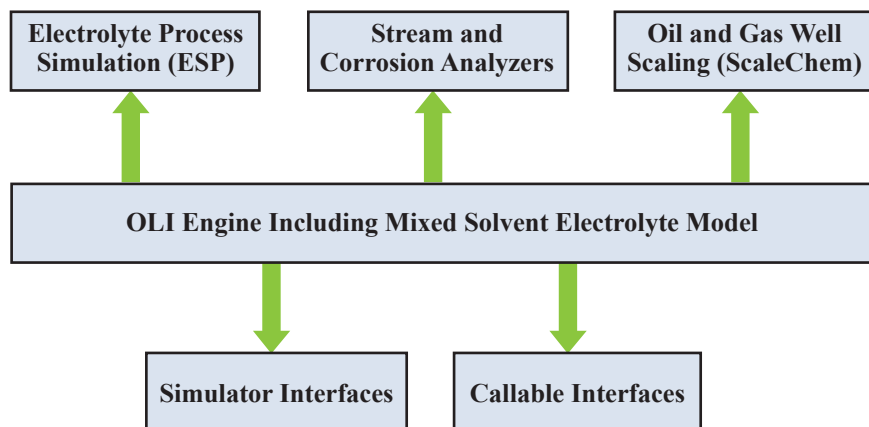 Electrolyte Process
Simulation (ESP)
Stream and
Corrosion Analyzers
Oil and Gas Well
Scaling (ScaleChem)
OLI Engine Including Mixed Solvent Electrolyte Model
Simulator Interfaces
Callable Interfaces